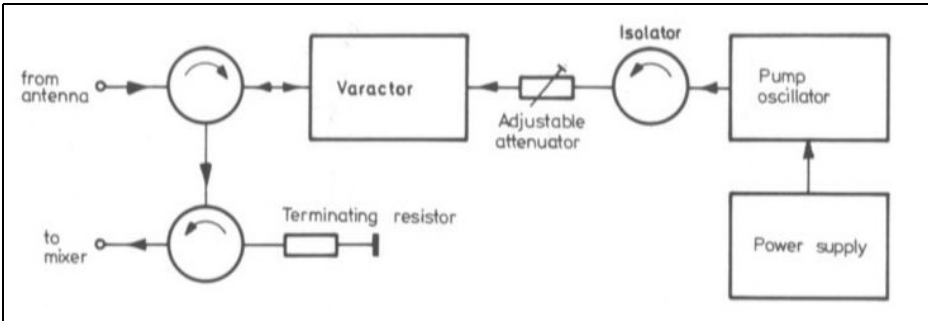 from
antenna
Varactor
Adjustable
attenuator
Isolator
Pump
oscillator
to
mixer
Terminating resistor
Power supply